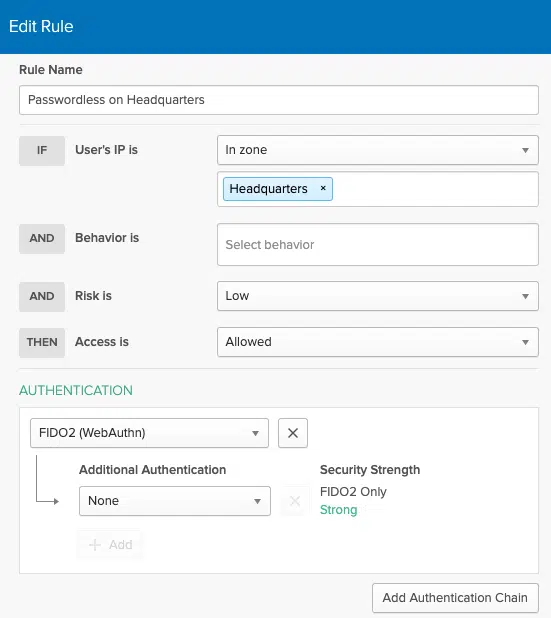 Edit Rule
Rule Name
Passwordless on Headquarters
IF User's IP is In zone
Headquarters ×
AND Behavior is Select behavior
AND Risk is Low
THEN Access is Allowed
AUTHENTICATION
FIDO2 (WebAuthn)
Additional Authentication Security Strength
None FIDO2 Only
Strong
+ Add
Add Authentication Chain